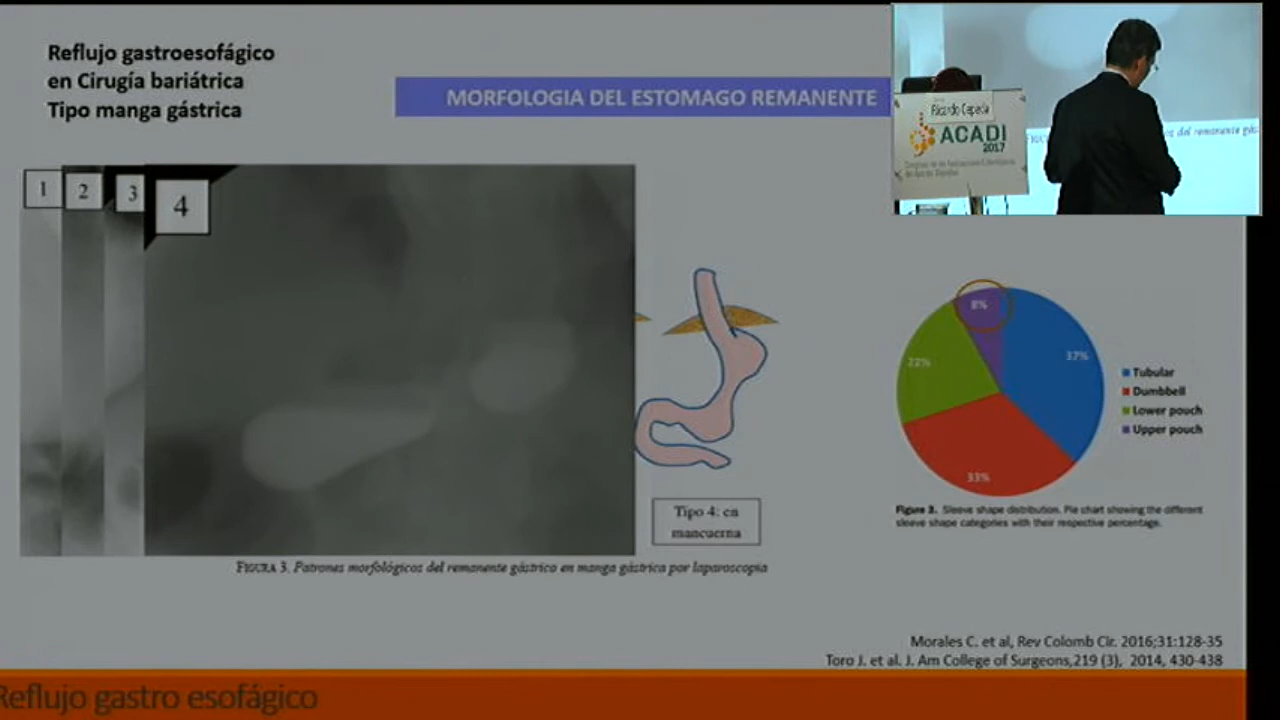 Reflujo gastroesofágico
en Cirugía bariátrica
Tipo manga gástrica
MORFOLOGIA DEL ESTOMAGO REMANENTE
Ricardo Capeda
ACADI
2017
1
2
3
4
Tipo 4: en
mancuerna
FIGURA 3. Patrones morfológicos del remanente gástrico en manga gástrica por laparoscopia
8%
37%
22%
33%
Tubular
Dumbbell
Lower pouch
Upper pouch
Figure 3. Sleeve shape distribution. Pie chart showing the different
sleeve shape categories with their respective percentage.
Morales C. et al, Rev Colomb Cir. 2016;31:128-35
Toro J. et al. J. Am College of Surgeons,219 (3), 2014, 430-438
Reflujo gastro esofágico